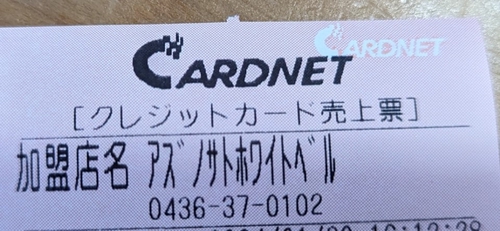 CARDNET
CARDNET
[クレジットカード売上票]
加盟店名 ｱｽﾞﾉｻﾄﾎﾜｲﾄﾍﾞﾙ
0436-37-0102